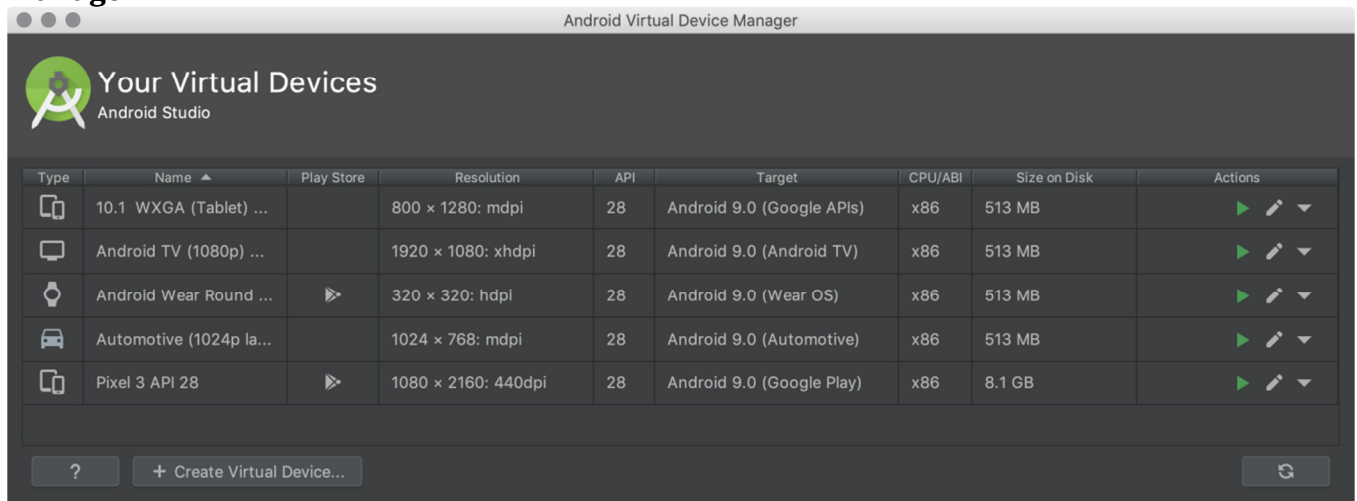 Android Virtual Device Manager
Your Virtual Devices
Android Studio
Type Name Play Store Resolution API Target CPU/ABI Size on Disk Actions
10.1 WXGA (Tablet) ... 800 × 1280: mdpi 28 Android 9.0 (Google APIs) x86 513 MB
Android TV (1080p) ... 1920 × 1080: xhdpi 28 Android 9.0 (Android TV) x86 513 MB
Android Wear Round ... 320 × 320: hdpi 28 Android 9.0 (Wear OS) x86 513 MB
Automotive (1024p la... 1024 × 768: mdpi 28 Android 9.0 (Automotive) x86 513 MB
Pixel 3 API 28 1080 × 2160: 440dpi 28 Android 9.0 (Google Play) x86 8.1 GB
? + Create Virtual Device...